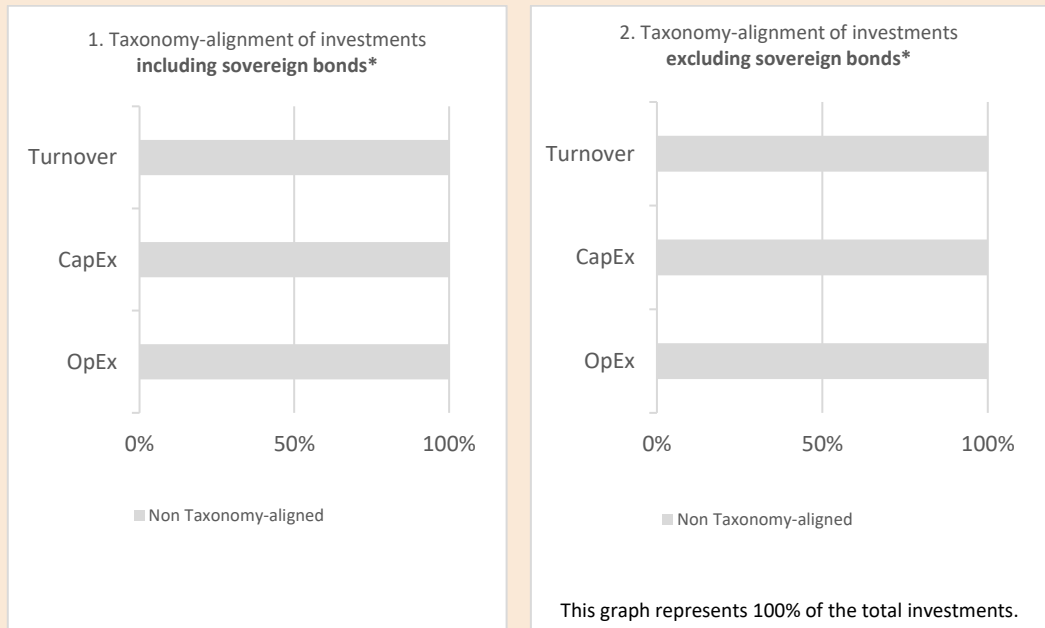 1. Taxonomy-alignment of investments
including sovereign bonds*
Turnover
CapEx
OpEx
0% 50% 100%
Non Taxonomy-aligned
2. Taxonomy-alignment of investments
excluding sovereign bonds*
Turnover
CapEx
OpEx
0% 50% 100%
Non Taxonomy-aligned
This graph represents 100% of the total investments.